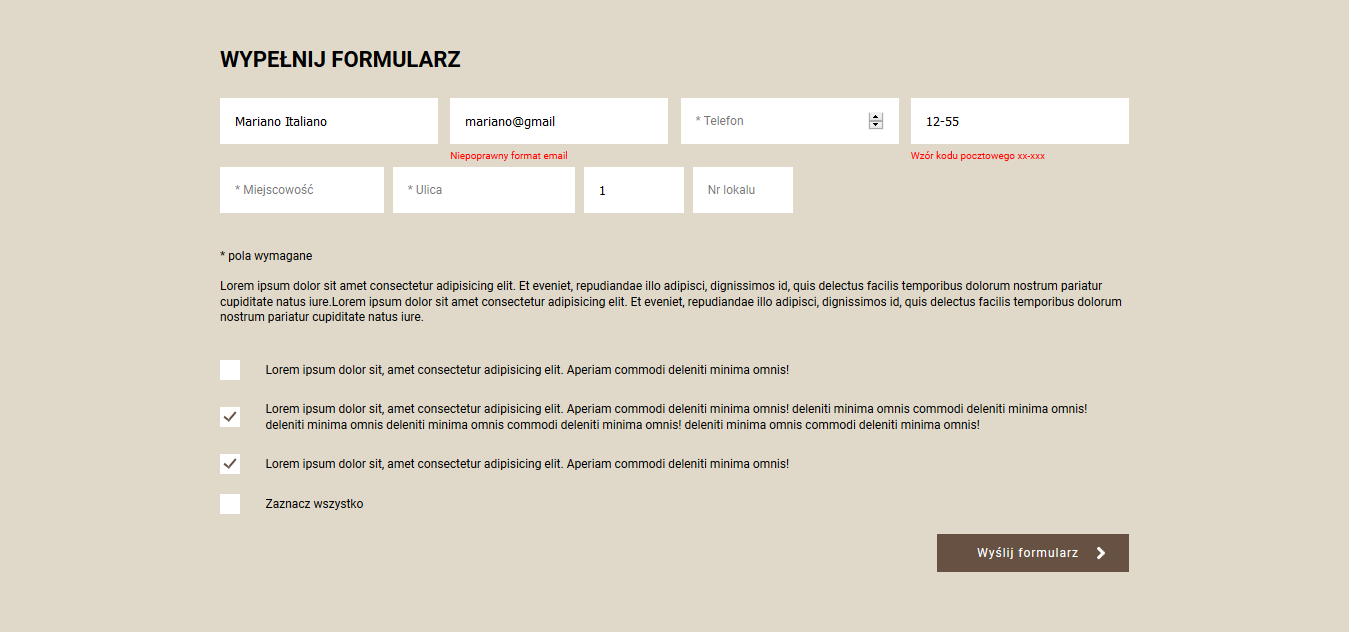 WYPEŁNIJ FORMULARZ
Mariano Italiano
mariano@gmail
* Telefon
12-55
Niepoprawny format email
Wzór kodu pocztowego xx-xxx
* Miejscowość
* Ulica
1
Nr lokalu
* pola wymagane
Lorem ipsum dolor sit amet consectetur adipisicing elit. Et eveniet, repudiandae illo adipisci, dignissimos id, quis delectus facilis temporibus dolorum nostrum pariatur
cupiditate natus iure.Lorem ipsum dolor sit amet consectetur adipisicing elit. Et eveniet, repudiandae illo adipisci, dignissimos id, quis delectus facilis temporibus dolorum
nostrum pariatur cupiditate natus iure.
Lorem ipsum dolor sit, amet consectetur adipisicing elit. Aperiam commodi deleniti minima omnis!
Lorem ipsum dolor sit, amet consectetur adipisicing elit. Aperiam commodi deleniti minima omnis! deleniti minima omnis commodi deleniti minima omnis!
deleniti minima omnis deleniti minima omnis commodi deleniti minima omnis! deleniti minima omnis commodi deleniti minima omnis!
Lorem ipsum dolor sit, amet consectetur adipisicing elit. Aperiam commodi deleniti minima omnis!
Zaznacz wszystko
Wyślij formularz